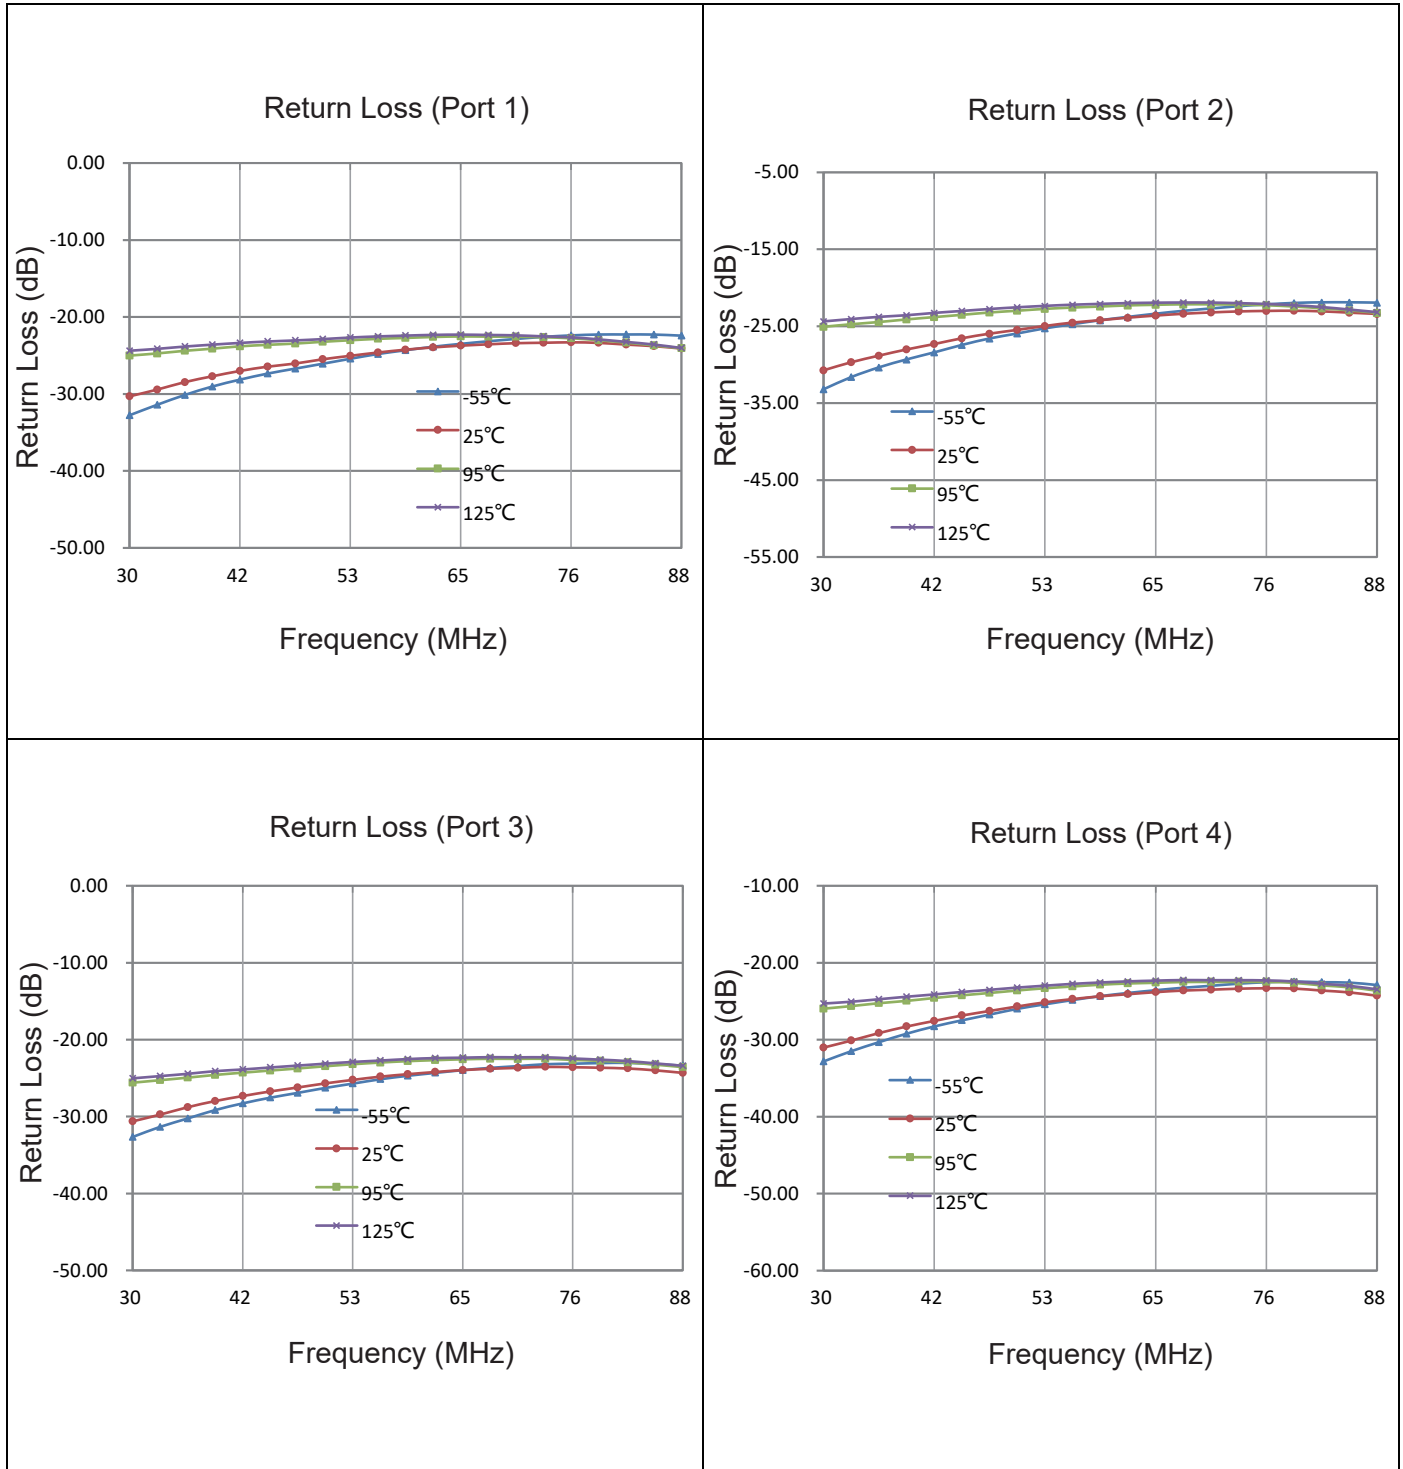 Return Loss (Port 1)
Return Loss (dB)
0.00
-10.00
-20.00
-30.00
-40.00
-50.00
-55℃
25℃
95℃
125℃
30 42 53 65 76 88
Frequency (MHz)
Return Loss (Port 2)
Return Loss (dB)
-5.00
-15.00
-25.00
-35.00
-45.00
-55.00
-55℃
25℃
95℃
125℃
30 42 53 65 76 88
Frequency (MHz)
Return Loss (Port 3)
Return Loss (dB)
0.00
-10.00
-20.00
-30.00
-40.00
-50.00
-55℃
25℃
95℃
125℃
30 42 53 65 76 88
Frequency (MHz)
Return Loss (Port 4)
Return Loss (dB)
-10.00
-20.00
-30.00
-40.00
-50.00
-60.00
-55℃
25℃
95℃
125℃
30 42 53 65 76 88
Frequency (MHz)